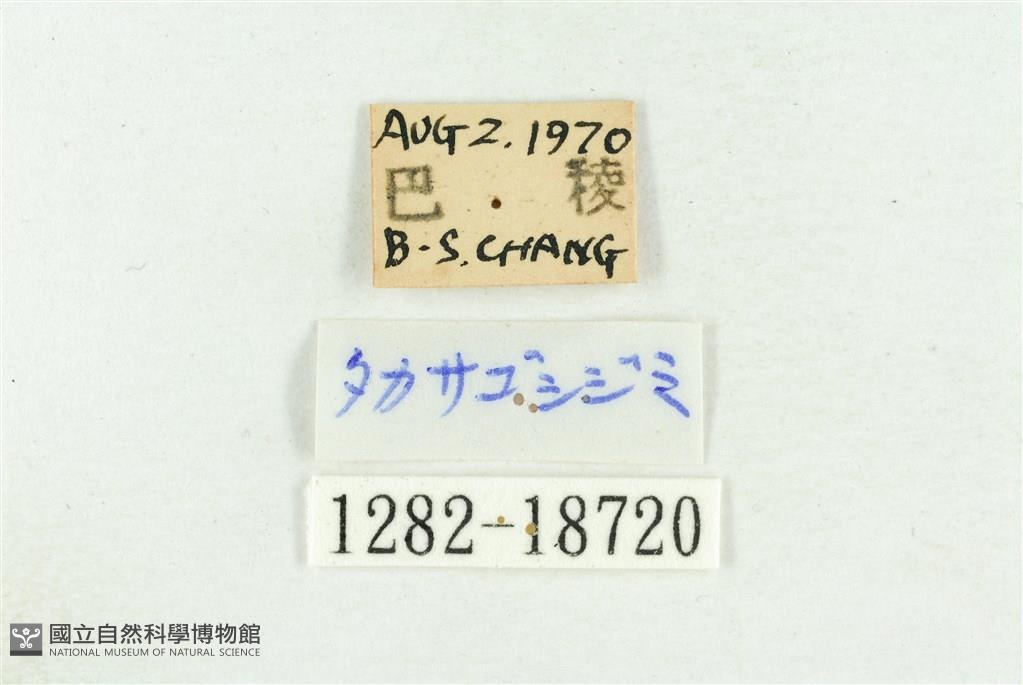 AUG 2. 1970
巴稜
B-S. CHANG
タカサゴシジミ
1282-18720
國立自然科學博物館
NATIONAL MUSEUM OF NATURAL SCIENCE